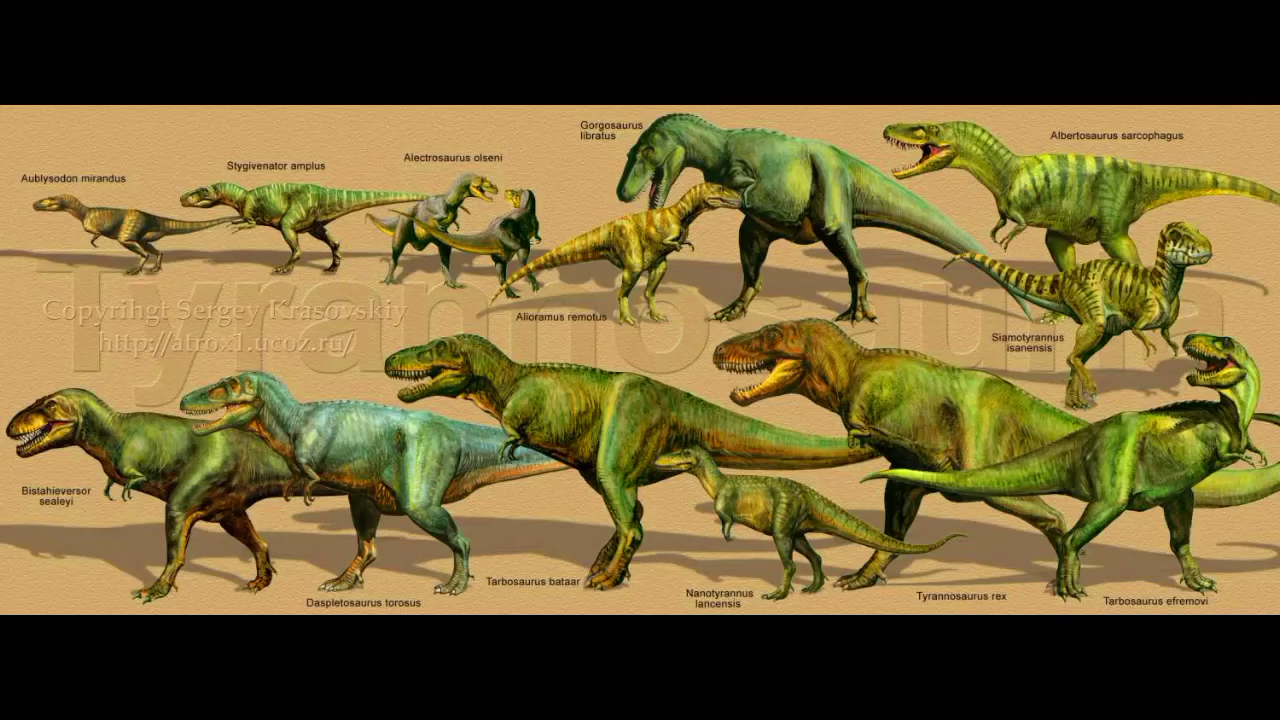 Gorgosaurus
libratus
Albertosaurus sarcophagus
Alectrosaurus olseni
Stygivenator amplus
Aublysodon mirandus
Tyrannosauridae
Copyrihgt Sergey Krasovskiy
http://atrox1.ucoz.ru/
Alioramus remotus
Siamotyrannus
isanensis
Bistahieversor
sealeyi
Daspletosaurus torosus
Tarbosaurus bataar
Nanotyrannus
lancensis
Tyrannosaurus rex
Tarbosaurus efremovi